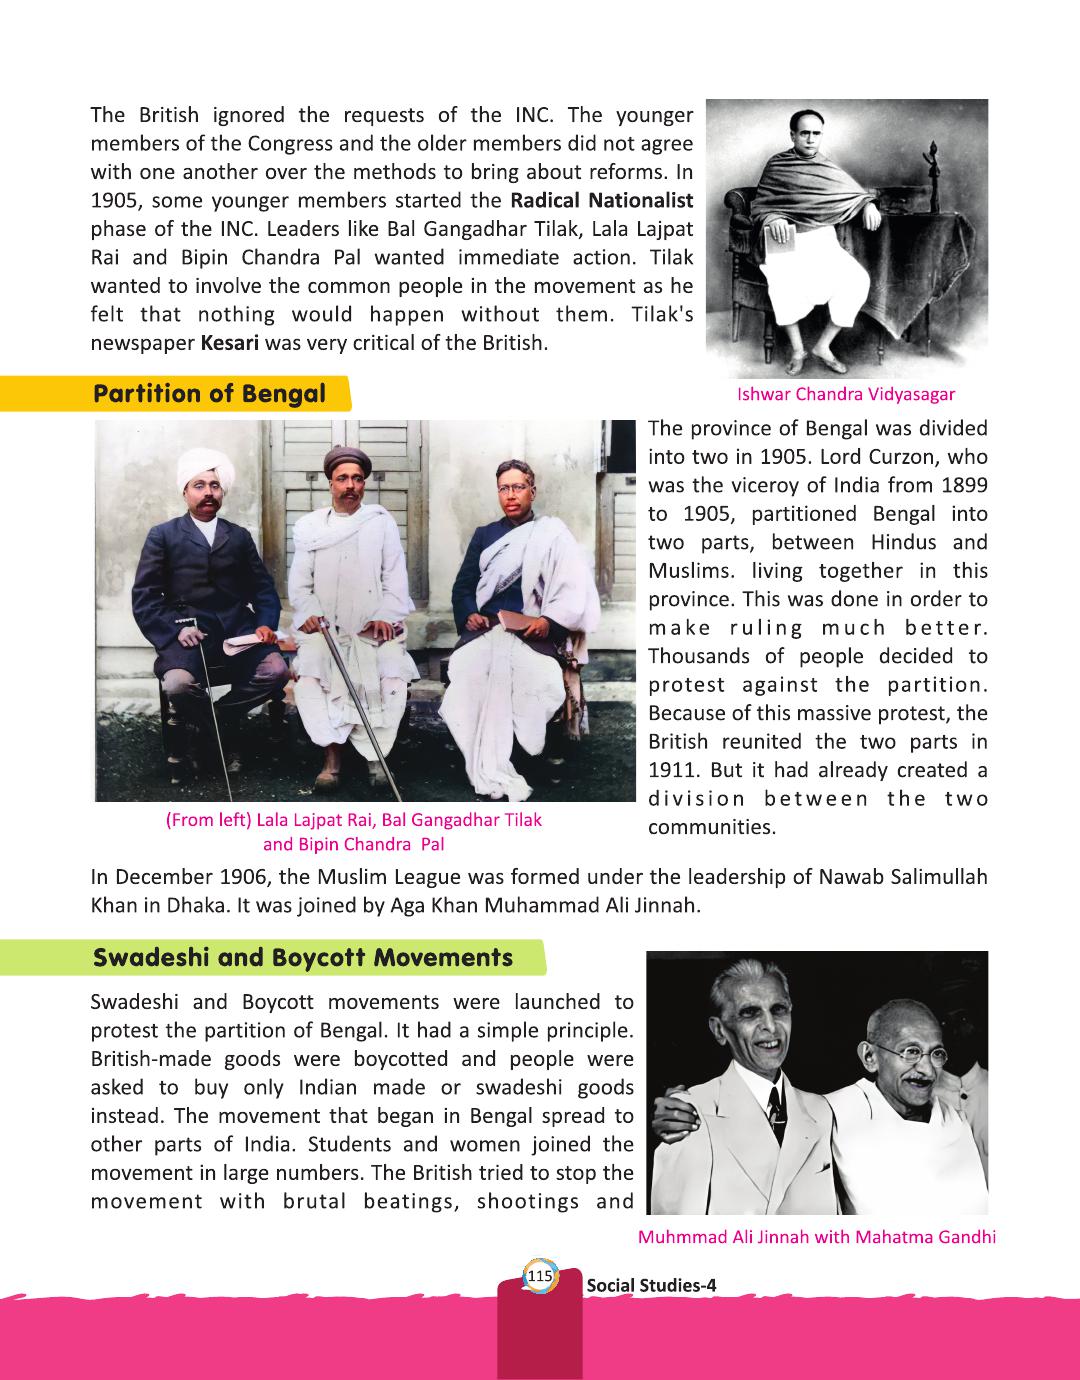 The British ignored the requests of the INC. The younger
members of the Congress and the older members did not agree
with one another over the methods to bring about reforms. In
1905, some younger members started the Radical Nationalist
phase of the INC. Leaders like Bal Gangadhar Tilak, Lala Lajpat
Rai and Bipin Chandra Pal wanted immediate action. Tilak
wanted to involve the common people in the movement as he
felt that nothing would happen without them. Tilak's
newspaper Kesari was very critical of the British.
Ishwar Chandra Vidyasagar
Partition of Bengal
The province of Bengal was divided
into two in 1905. Lord Curzon, who
was the viceroy of India from 1899
to 1905, partitioned Bengal into
two parts, between Hindus and
Muslims. living together in this
province. This was done in order to
make ruling much better.
Thousands of people decided to
protest against the partition.
Because of this massive protest, the
British reunited the two parts in
1911. But it had already created a
division between the two
communities.
(From left) Lala Lajpat Rai, Bal Gangadhar Tilak
and Bipin Chandra Pal
In December 1906, the Muslim League was formed under the leadership of Nawab Salimullah
Khan in Dhaka. It was joined by Aga Khan Muhammad Ali Jinnah.
Swadeshi and Boycott Movements
Swadeshi and Boycott movements were launched to
protest the partition of Bengal. It had a simple principle.
British-made goods were boycotted and people were
asked to buy only Indian made or swadeshi goods
instead. The movement that began in Bengal spread to
other parts of India. Students and women joined the
movement in large numbers. The British tried to stop the
movement with brutal beatings, shootings and
Muhmmad Ali Jinnah with Mahatma Gandhi
115
Social Studies-4